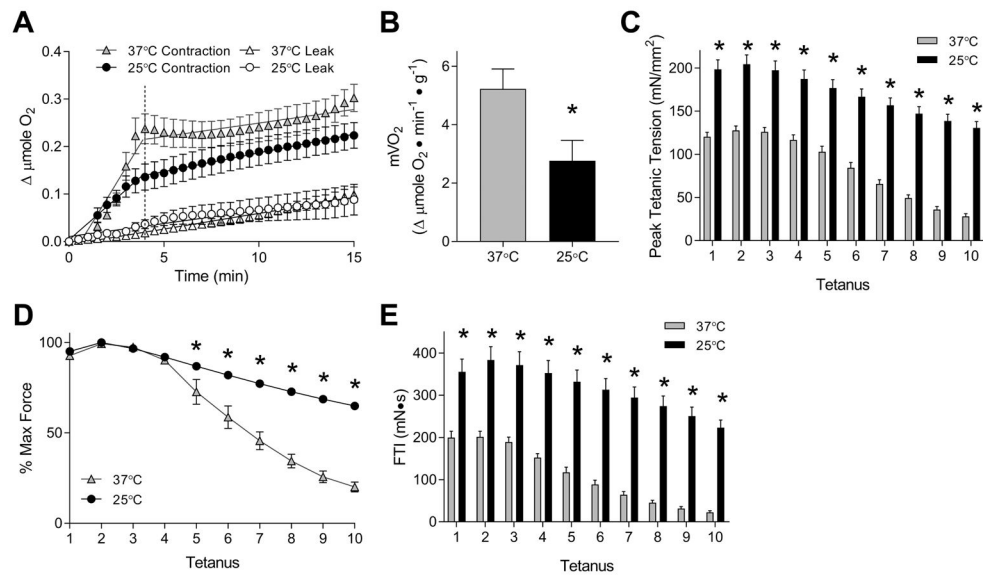 A
37°C Contraction
37°C Leak
25°C Contraction
25°C Leak
Δ μmole O2
0.4
0.3
0.2
0.1
0.0
0
5
10
15
Time (min)
B
mVO2
(Δ μmole O2 • min-1 • g-1)
8
6
4
2
0
*
37°C
25°C
C
37°C
25°C
Peak Tetanic Tension (mN/mm2)
200
150
100
50
0
* * * * * * * * * *
1 2 3 4 5 6 7 8 9 10
Tetanus
D
% Max Force
100
50
0
* * * * * *
37°C
25°C
1 2 3 4 5 6 7 8 9 10
Tetanus
E
37°C
25°C
FTI (mN•s)
400
300
200
100
0
* * * * * * * * * *
1 2 3 4 5 6 7 8 9 10
Tetanus